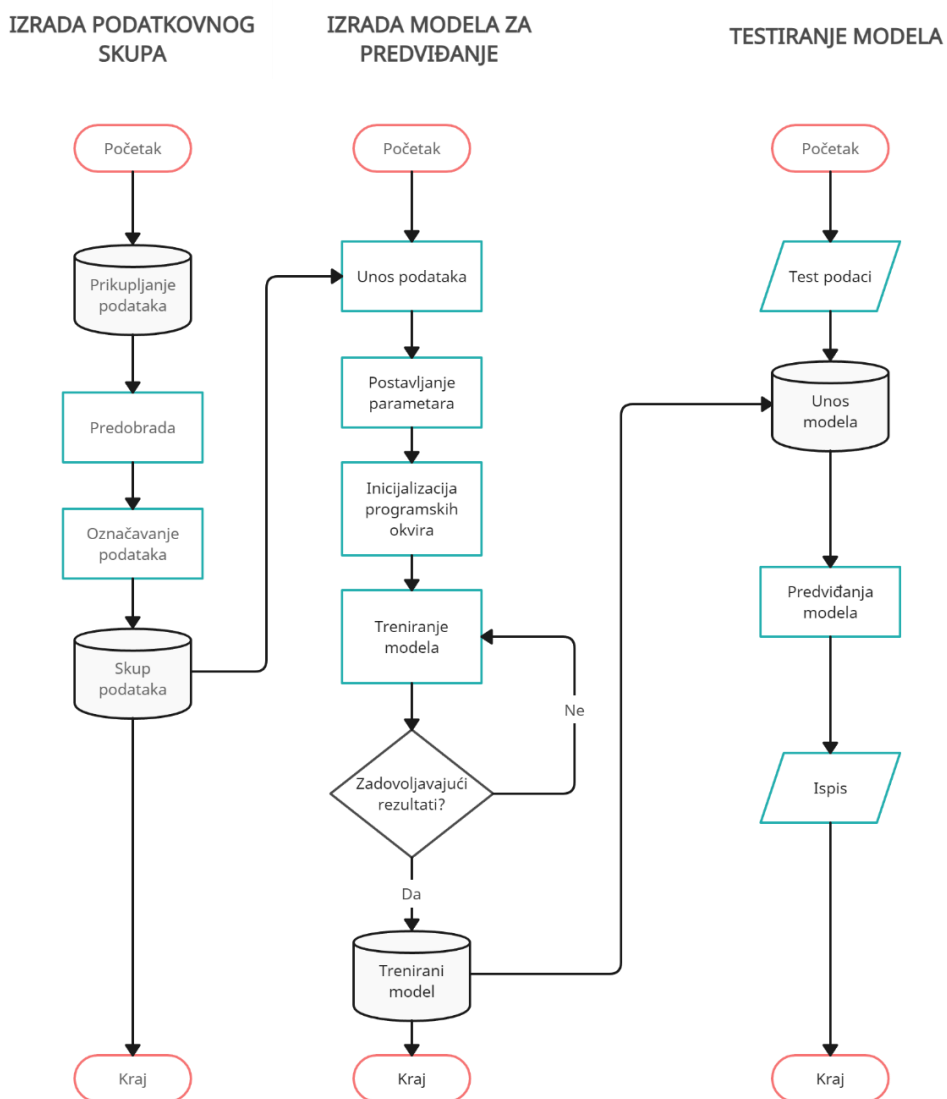 IZRADA PODATKOVNOG
SKUPA
Početak
Prikupljanje
podataka
Predobrada
Označavanje
podataka
Skup
podataka
Kraj
IZRADA MODELA ZA
PREDVIĐANJE
Početak
Unos podataka
Postavljanje
parametara
Inicijalizacija
programskih
okvira
Treniranje
modela
Ne
Zadovoljavajući
rezultati?
Da
Trenirani
model
Kraj
TESTIRANJE MODELA
Početak
Test podaci
Unos
modela
Predviđanja
modela
Ispis
Kraj